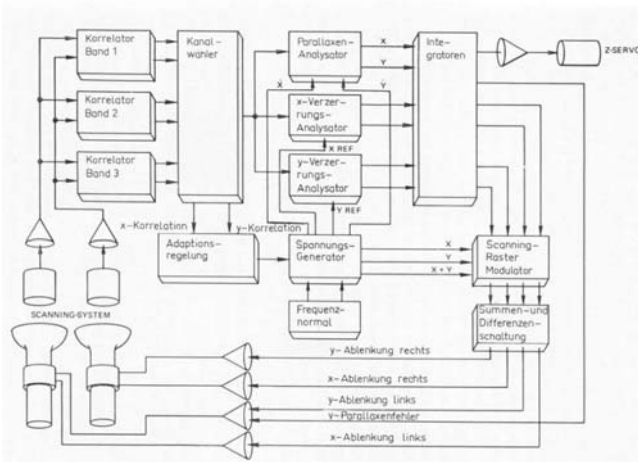 Korrelator
Band 1
Kanal-
wähler
Parallaxen-
Analysator
X
Y
Inte-
gratoren
Z-SERVO
Ẋ
Ẏ
Korrelator
Band 2
x-Verzer-
rungs-
Analysator
X REF
Korrelator
Band 3
y-Verzer-
rungs-
Analysator
Y REF
x-Korrelation
y-Korrelation
Adaptions-
regelung
Spannungs-
Generator
X
Y
X + Y
Scanning-
Raster
Modulator
Frequenz-
normal
SCANNING-SYSTEM
Summen-und
Differenzen-
schaltung
y-Ablenkung rechts
x-Ablenkung rechts
y-Ablenkung links
y-Parallaxenfehler
x-Ablenkung links